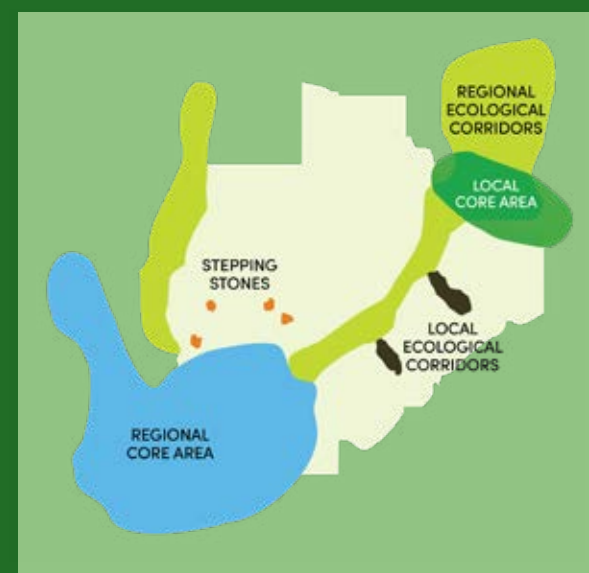 REGIONAL
ECOLOGICAL
CORRIDORS
LOCAL
CORE AREA
STEPPING
STONES
LOCAL
ECOLOGICAL
CORRIDORS
REGIONAL
CORE AREA